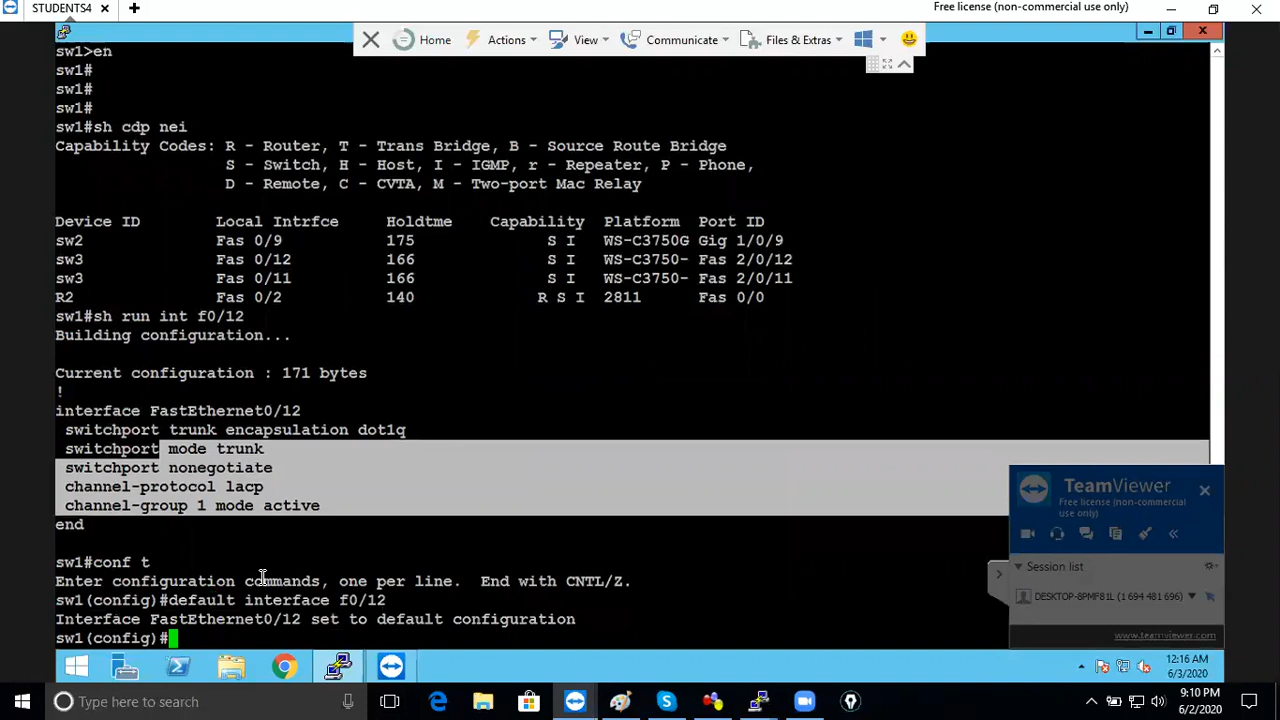 STUDENTS4
Free license (non-commercial use only)
Home
Actions
View
Communicate
Files & Extras
sw1>en
sw1#
sw1#
sw1#
sw1#sh cdp nei
Capability Codes: R - Router, T - Trans Bridge, B - Source Route Bridge
S - Switch, H - Host, I - IGMP, r - Repeater, P - Phone,
D - Remote, C - CVTA, M - Two-port Mac Relay
Device ID Local Intrfce Holdtme Capability Platform Port ID
sw2 Fas 0/9 175 S I WS-C3750G Gig 1/0/9
sw3 Fas 0/12 166 S I WS-C3750- Fas 2/0/12
sw3 Fas 0/11 166 S I WS-C3750- Fas 2/0/11
R2 Fas 0/2 140 R S I 2811 Fas 0/0
sw1#sh run int f0/12
Building configuration...
Current configuration : 171 bytes
!
interface FastEthernet0/12
switchport trunk encapsulation dot1q
switchport mode trunk
switchport nonegotiate
channel-protocol lacp
channel-group 1 mode active
end
sw1#conf t
Enter configuration commands, one per line. End with CNTL/Z.
sw1(config)#default interface f0/12
Interface FastEthernet0/12 set to default configuration
sw1(config)#
TeamViewer
Free license (non-commercial
use only)
Session list
DESKTOP-8PMF81L (1 694 481 696)
www.teamviewer.com
12:16 AM
6/3/2020
Type here to search
9:10 PM
6/2/2020